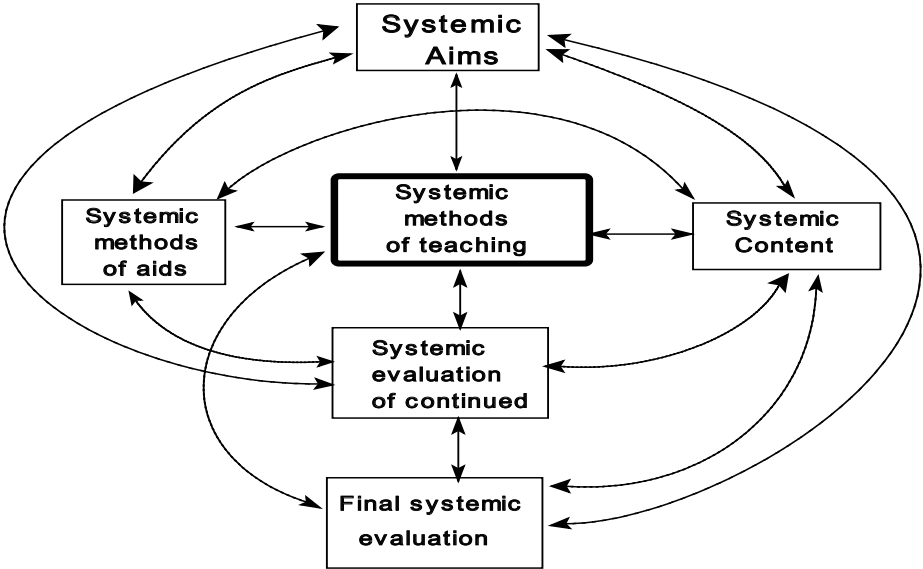 Systemic
Aims
Systemic
methods
of teaching
Systemic
methods
of aids
Systemic
Content
Systemic
evaluation
of continued
Final systemic
evaluation